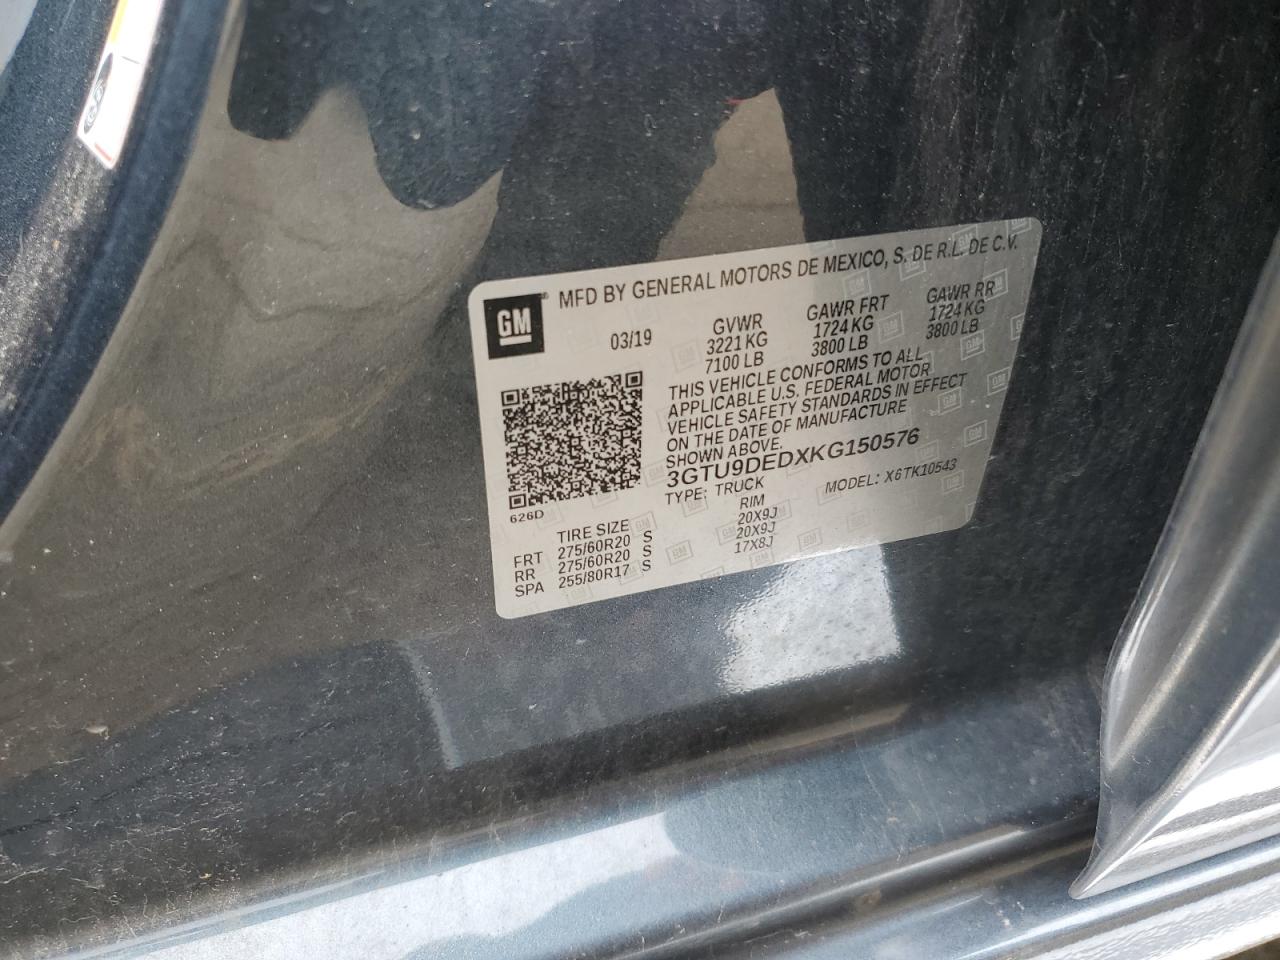 GM
MFD BY GENERAL MOTORS DE MEXICO, S. DE R.L. DE C.V.
03/19
GVWR
3221 KG
7100 LB
GAWR FRT
1724 KG
3800 LB
GAWR RR
1724 KG
3800 LB
THIS VEHICLE CONFORMS TO ALL
APPLICABLE U.S. FEDERAL MOTOR
VEHICLE SAFETY STANDARDS IN EFFECT
ON THE DATE OF MANUFACTURE
SHOWN ABOVE.
3GTU9DEDXKG150576
TYPE: TRUCK
MODEL: X6TK10543
626D
TIRE SIZE RIM
FRT 275/60R20 S 20X9J
RR 275/60R20 S 20X9J
SPA 255/80R17 S 17X8J